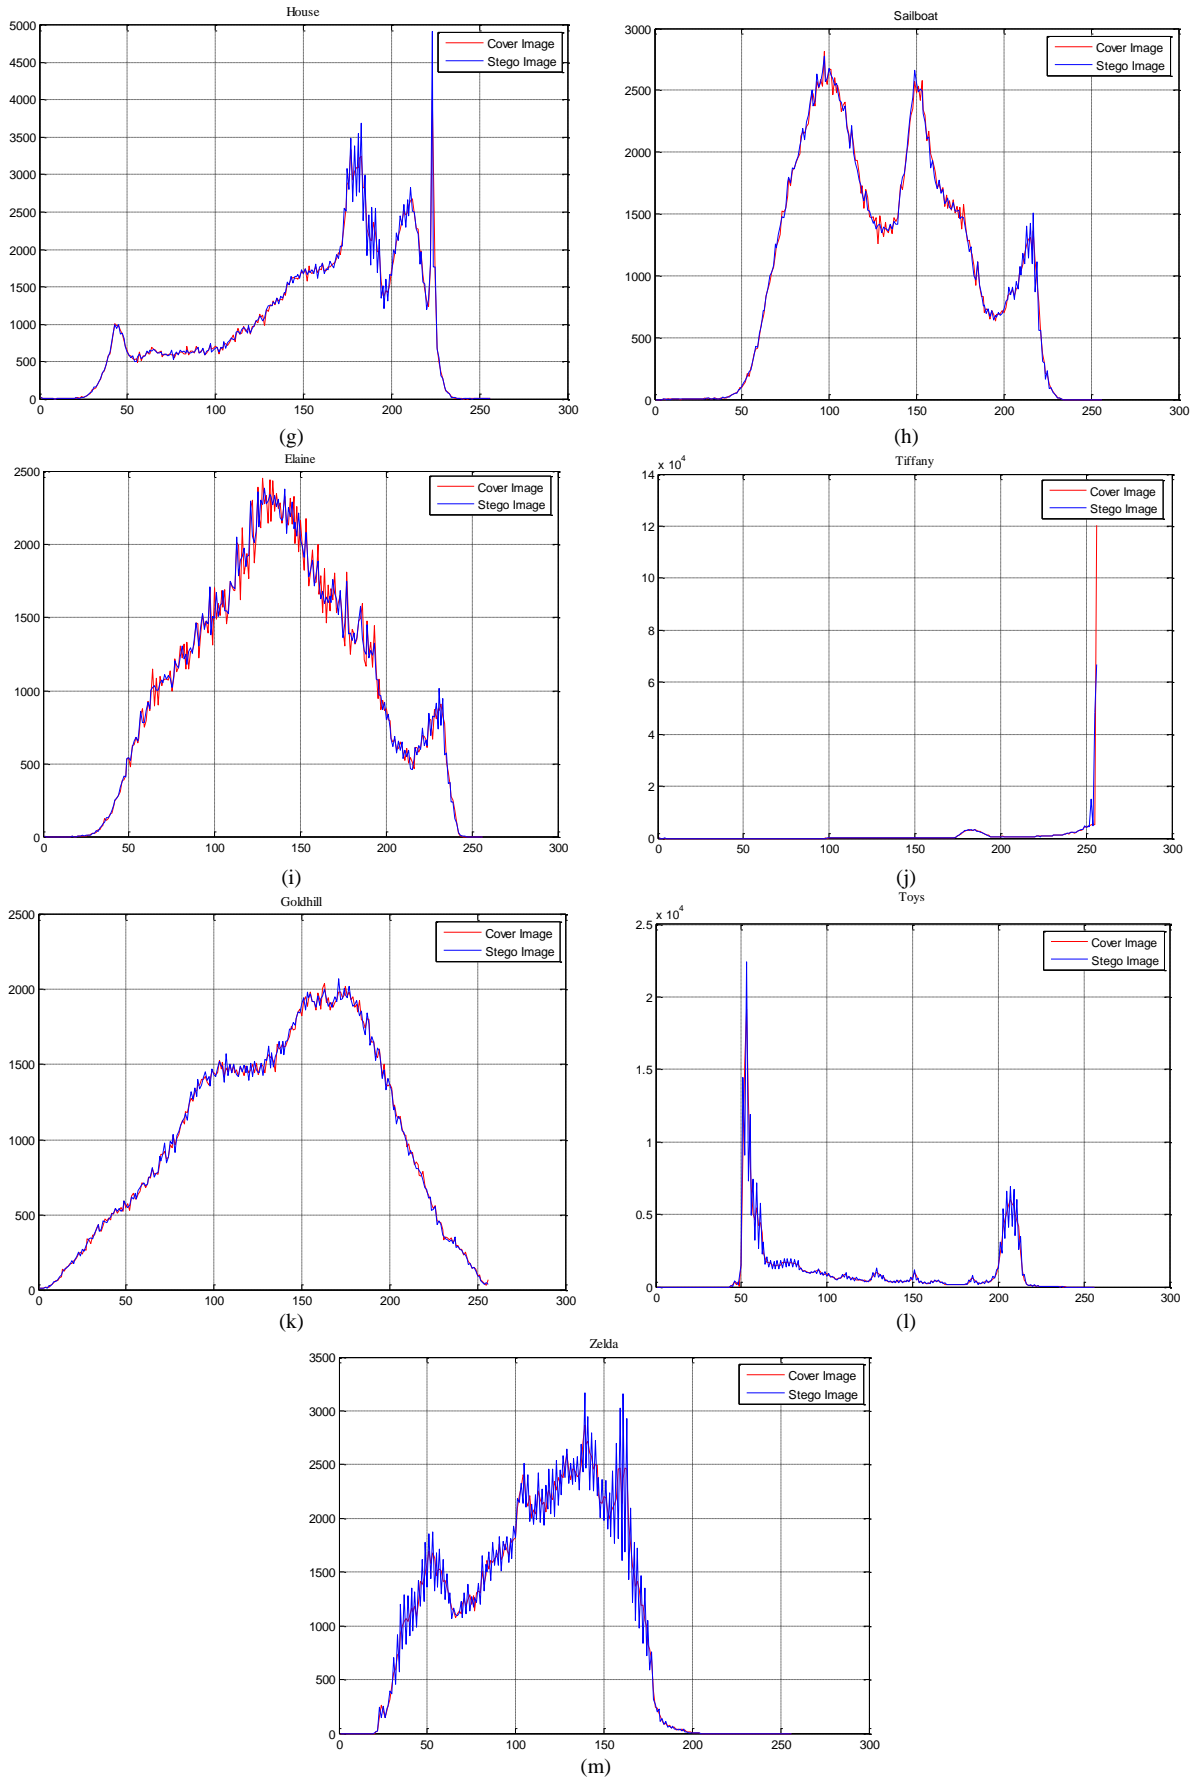 House
5000
4500
4000
3500
3000
2500
2000
1500
1000
500
0
0 50 100 150 200 250 300
Cover Image
Stego Image
(g)
Sailboat
3000
2500
2000
1500
1000
500
0
0 50 100 150 200 250 300
Cover Image
Stego Image
(h)
Elaine
2500
2000
1500
1000
500
0
0 50 100 150 200 250 300
Cover Image
Stego Image
(i)
Tiffany
x 10^4
14
12
10
8
6
4
2
0
0 50 100 150 200 250 300
Cover Image
Stego Image
(j)
Goldhill
2500
2000
1500
1000
500
0
0 50 100 150 200 250 300
Cover Image
Stego Image
(k)
Toys
x 10^4
2.5
2
1.5
1
0.5
0
0 50 100 150 200 250 300
Cover Image
Stego Image
(l)
Zelda
3500
3000
2500
2000
1500
1000
500
0
0 50 100 150 200 250 300
Cover Image
Stego Image
(m)